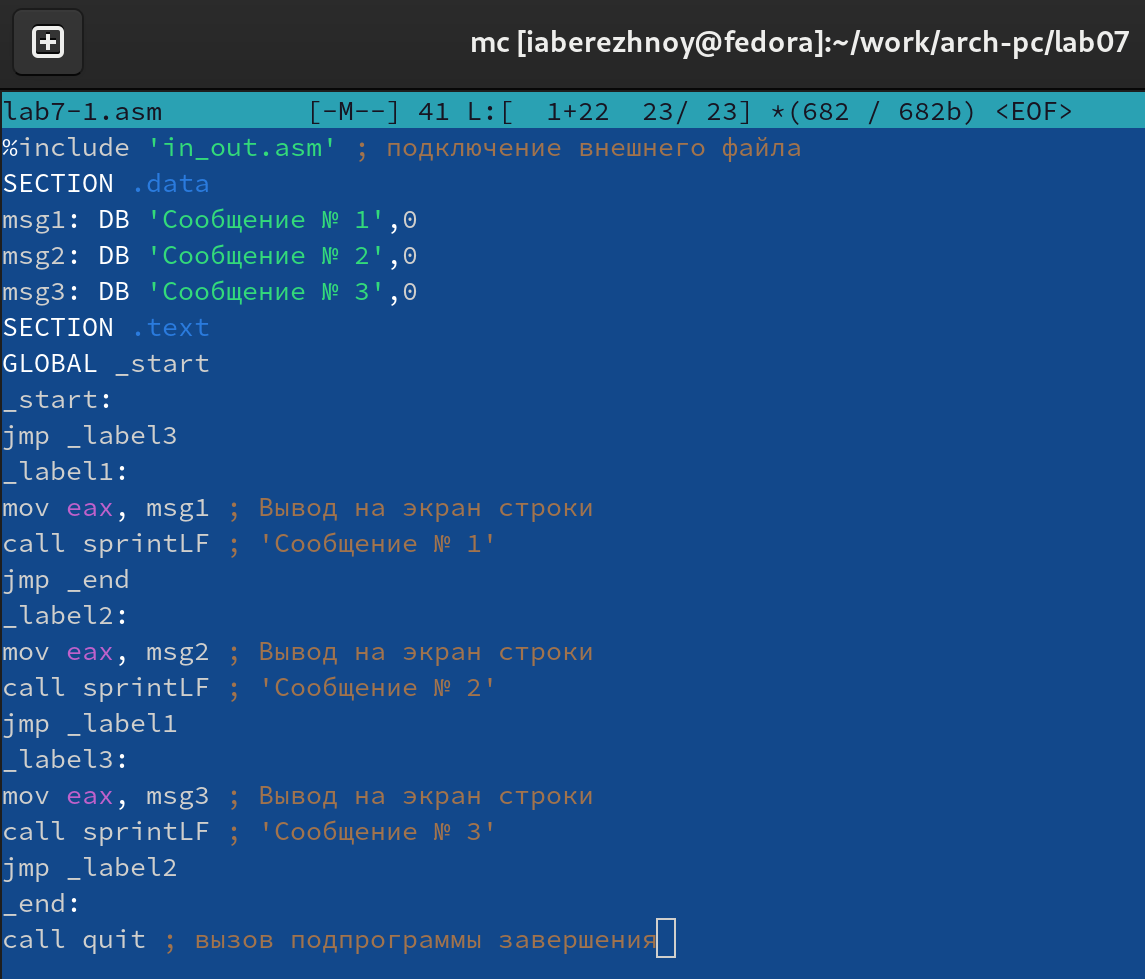 mc [iaberezhnoy@fedora]:~/work/arch-pc/lab07
lab7-1.asm [-M--] 41 L:[ 1+22 23/ 23] *(682 / 682b) <EOF>
%include 'in_out.asm' ; подключение внешнего файла
SECTION .data
msg1: DB 'Сообщение № 1',0
msg2: DB 'Сообщение № 2',0
msg3: DB 'Сообщение № 3',0
SECTION .text
GLOBAL _start
_start:
jmp _label3
_label1:
mov eax, msg1 ; Вывод на экран строки
call sprintLF ; 'Сообщение № 1'
jmp _end
_label2:
mov eax, msg2 ; Вывод на экран строки
call sprintLF ; 'Сообщение № 2'
jmp _label1
_label3:
mov eax, msg3 ; Вывод на экран строки
call sprintLF ; 'Сообщение № 3'
jmp _label2
_end:
call quit ; вызов подпрограммы завершения